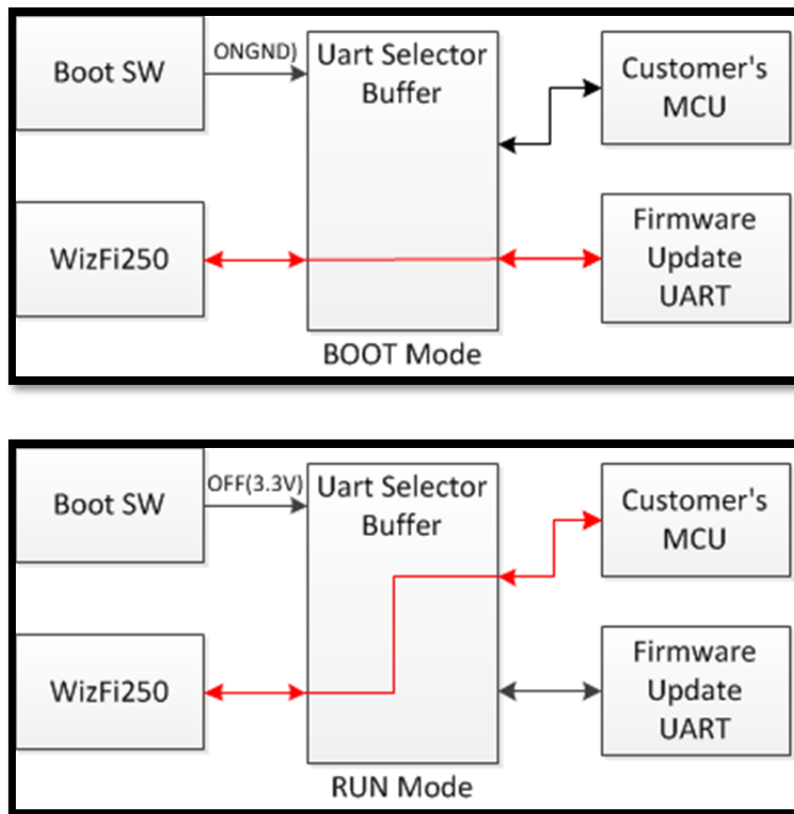 Boot SW
ONGND)
Uart Selector
Buffer
Customer's
MCU
WizFi250
Firmware
Update
UART
BOOT Mode
Boot SW
OFF(3.3V)
Uart Selector
Buffer
Customer's
MCU
WizFi250
Firmware
Update
UART
RUN Mode